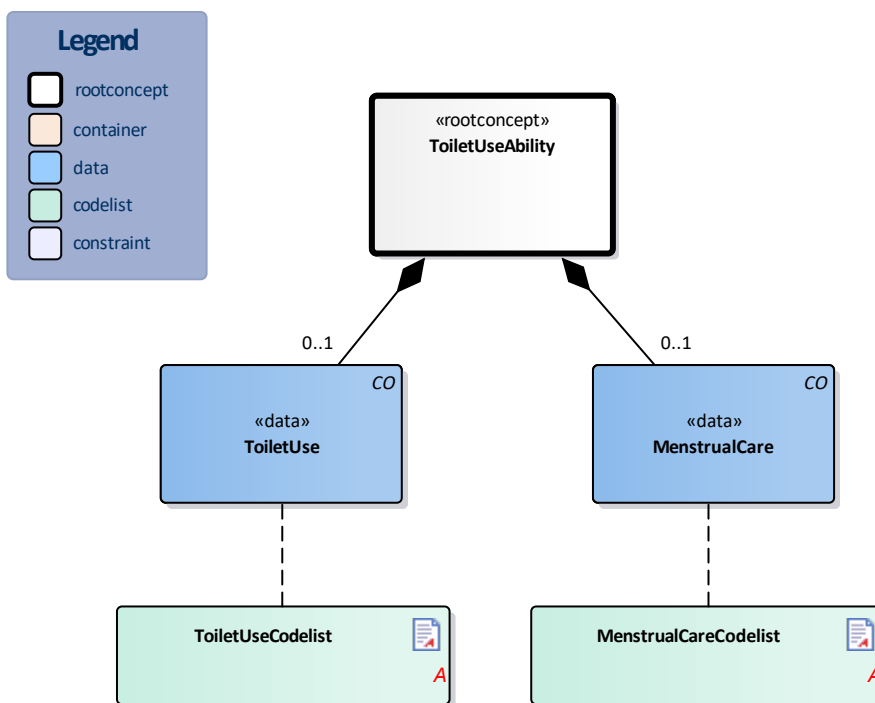 Legend
rootconcept
container
data
codelist
constraint
«rootconcept»
ToiletUseAbility
0..1
0..1
CO
«data»
ToiletUse
CO
«data»
MenstrualCare
ToiletUseCodelist
A
MenstrualCareCodelist
A